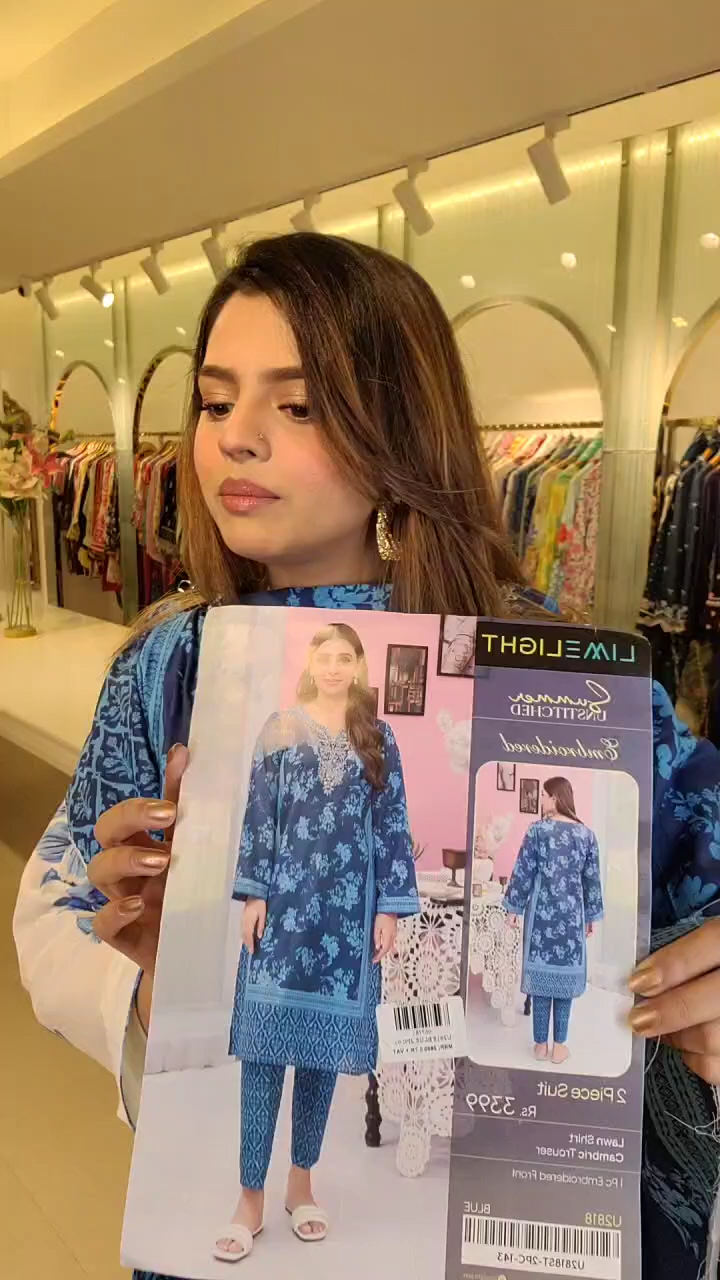 LIMELIGHT
Summer
UNSTITCHED
Embroidered
2 Piece Suit
Rs. 3399
Lawn Shirt
Cambric Trouser
1 Pc Embroidered Front
U2818 BLUE
U2818ST-2PC-143